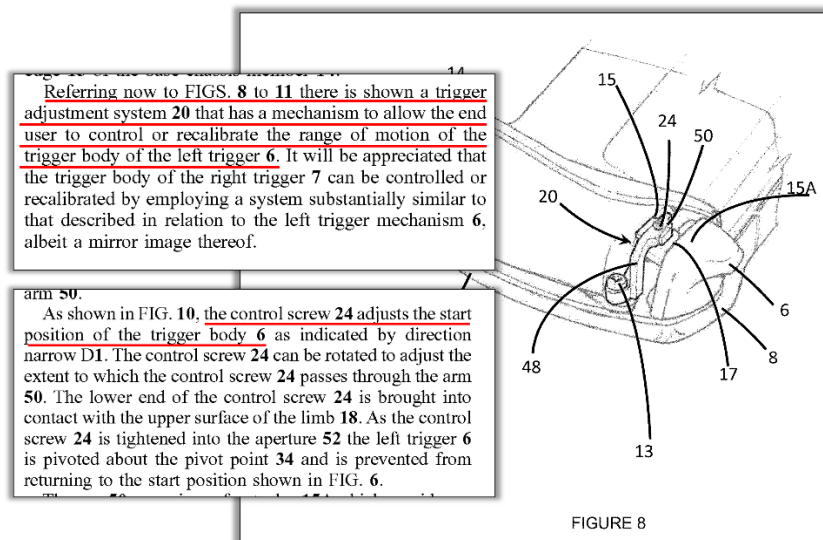 Referring now to FIGS. 8 to 11 there is shown a trigger
adjustment system 20 that has a mechanism to allow the end
user to control or recalibrate the range of motion of the
trigger body of the left trigger 6. It will be appreciated that
the trigger body of the right trigger 7 can be controlled or
recalibrated by employing a system substantially similar to
that described in relation to the left trigger mechanism 6,
albeit a mirror image thereof.
arm 50.
As shown in FIG. 10, the control screw 24 adjusts the start
position of the trigger body 6 as indicated by direction
narrow D1. The control screw 24 can be rotated to adjust the
extent to which the control screw 24 passes through the arm
50. The lower end of the control screw 24 is brought into
contact with the upper surface of the limb 18. As the control
screw 24 is tightened into the aperture 52 the left trigger 6
is pivoted about the pivot point 34 and is prevented from
returning to the start position shown in FIG. 6.
14
15
24
50
15A
20
6
8
48
17
13
FIGURE 8